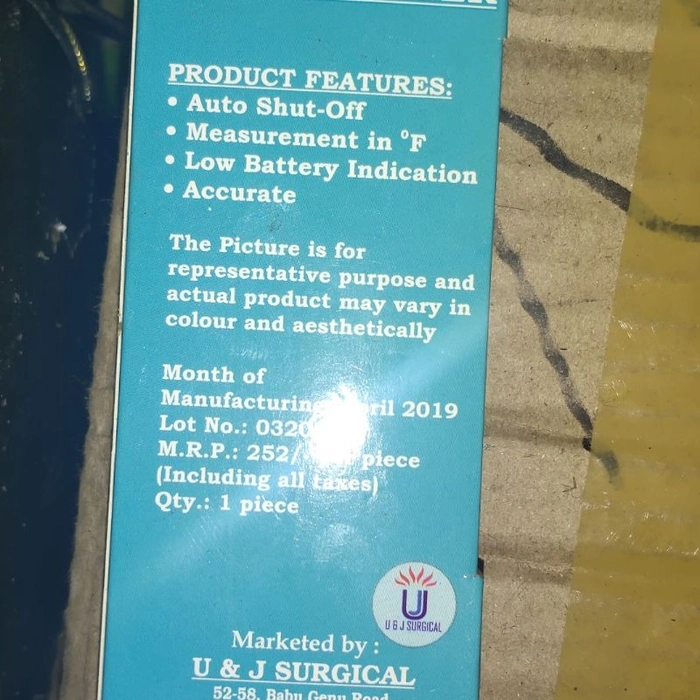 PRODUCT FEATURES:
• Auto Shut-Off
• Measurement in °F
• Low Battery Indication
• Accurate
The Picture is for
representative purpose and
actual product may vary in
colour and aesthetically
Month of
2019
Lot No.:
M.R.P.: 252/ piece
(Including all taxes)
Qty.: 1 piece
UJ
U & J SURGICAL
Marketed by :
U & J SURGICAL
52-58, Babu Genu Road